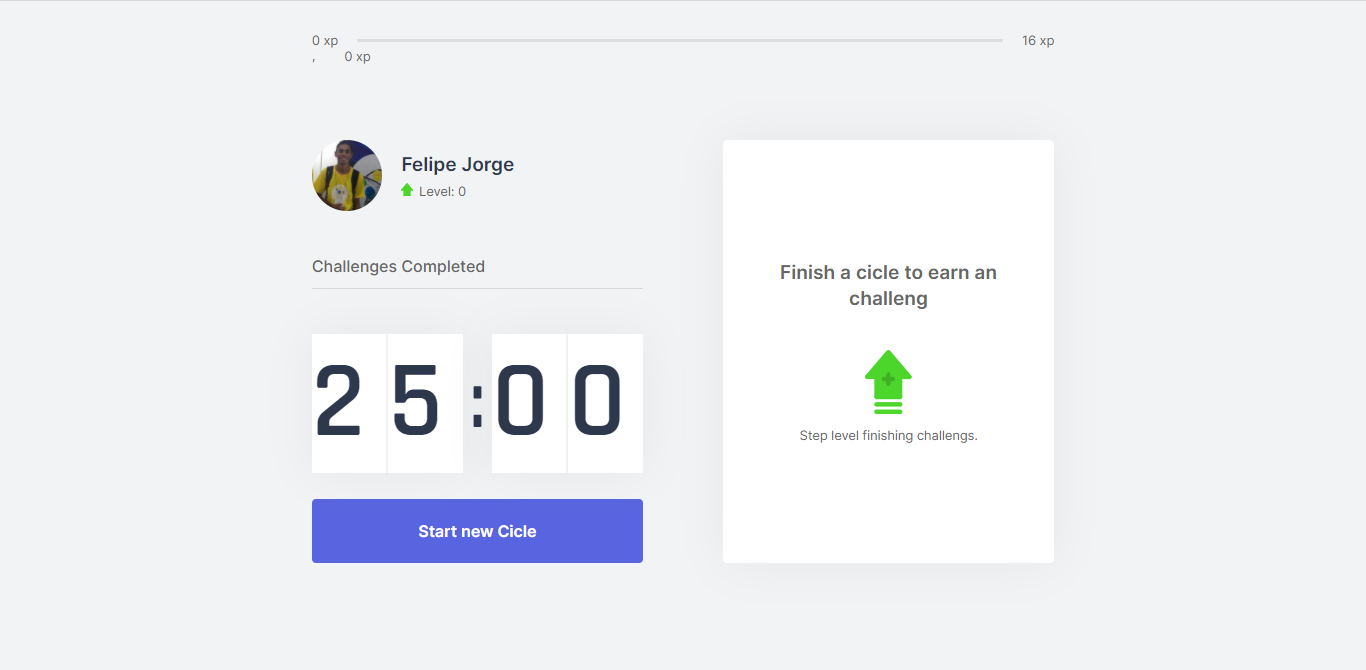 0 xp 16 xp
, 0 xp
Felipe Jorge
Level: 0
Challenges Completed
25:00
Start new Cicle
Finish a cicle to earn an
challeng
Step level finishing challengs.